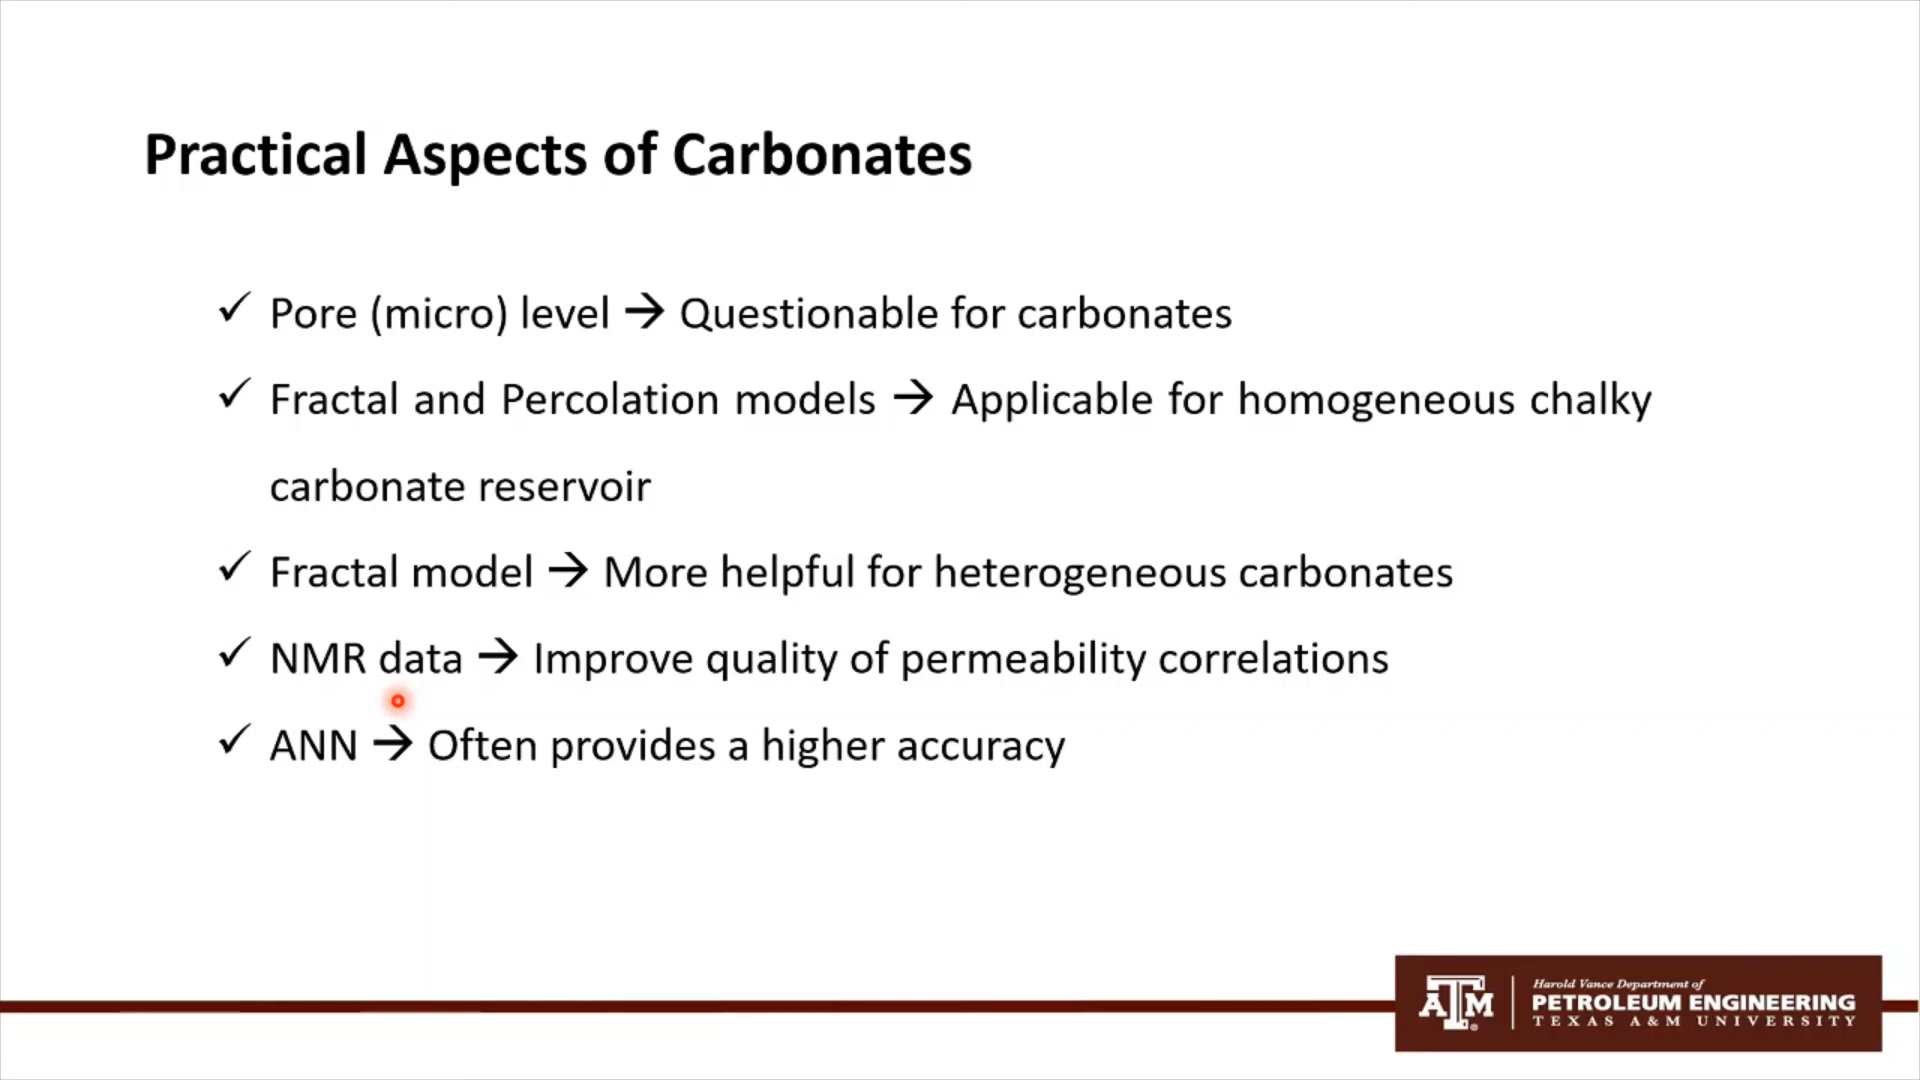 Practical Aspects of Carbonates
✓ Pore (micro) level → Questionable for carbonates
✓ Fractal and Percolation models → Applicable for homogeneous chalky
carbonate reservoir
✓ Fractal model → More helpful for heterogeneous carbonates
✓ NMR data → Improve quality of permeability correlations
✓ ANN → Often provides a higher accuracy
ATM
Harold Vance Department of
PETROLEUM ENGINEERING
TEXAS A&M UNIVERSITY